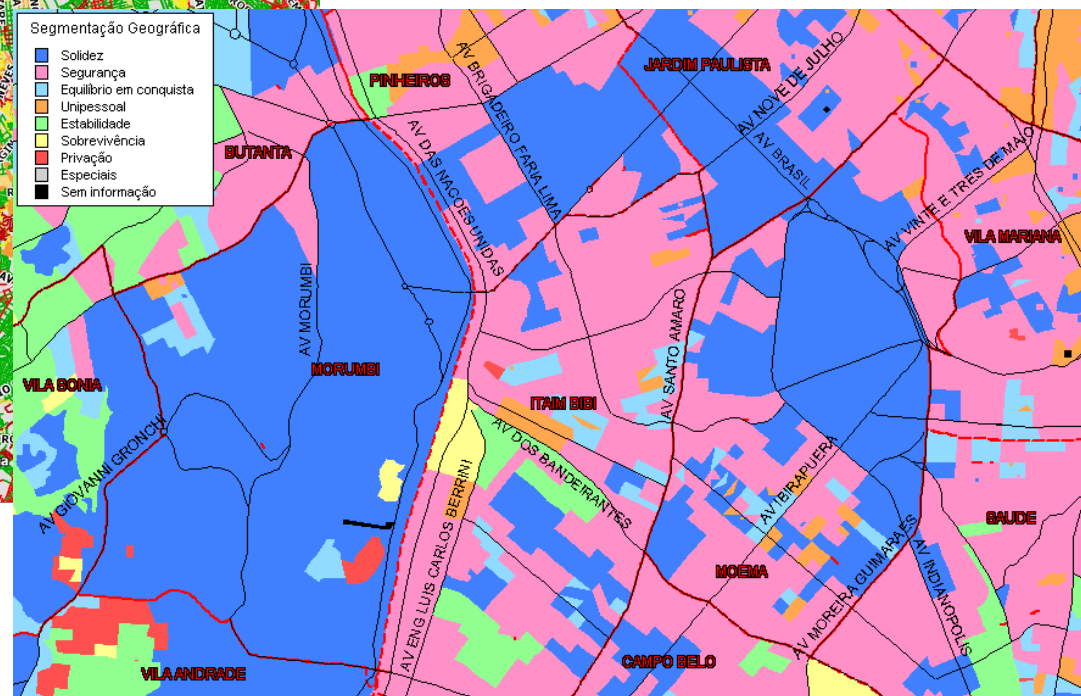 Segmentação Geográfica
Solidez
Segurança
Equilíbrio em conquista
Unipessoal
Estabilidade
Sobrevivência
Privação
Especiais
Sem informação
PINHEIROS
JARDIM PAULISTA
AV BRIGADEIRO FARIA LIMA
AV NOVE DE JULHO
AV BRASIL
AV DAS NACOES UNIDAS
BUTANTA
AV VINTE E TRES DE MAIO
VILA MARIANA
AV MORUMBI
MORUMBI
AV SANTO AMARO
VILA SONIA
ITAIM BIBI
AV GIOVANNI GRONCHI
AV DOS BANDEIRANTES
AV IBIRAPUERA
AV ENG LUIS CARLOS BERRINI
SAUDE
MOEMA
AV MOREIRA GUIMARAES
AV INDIANOPOLIS
CAMPO BELO
VILA ANDRADE